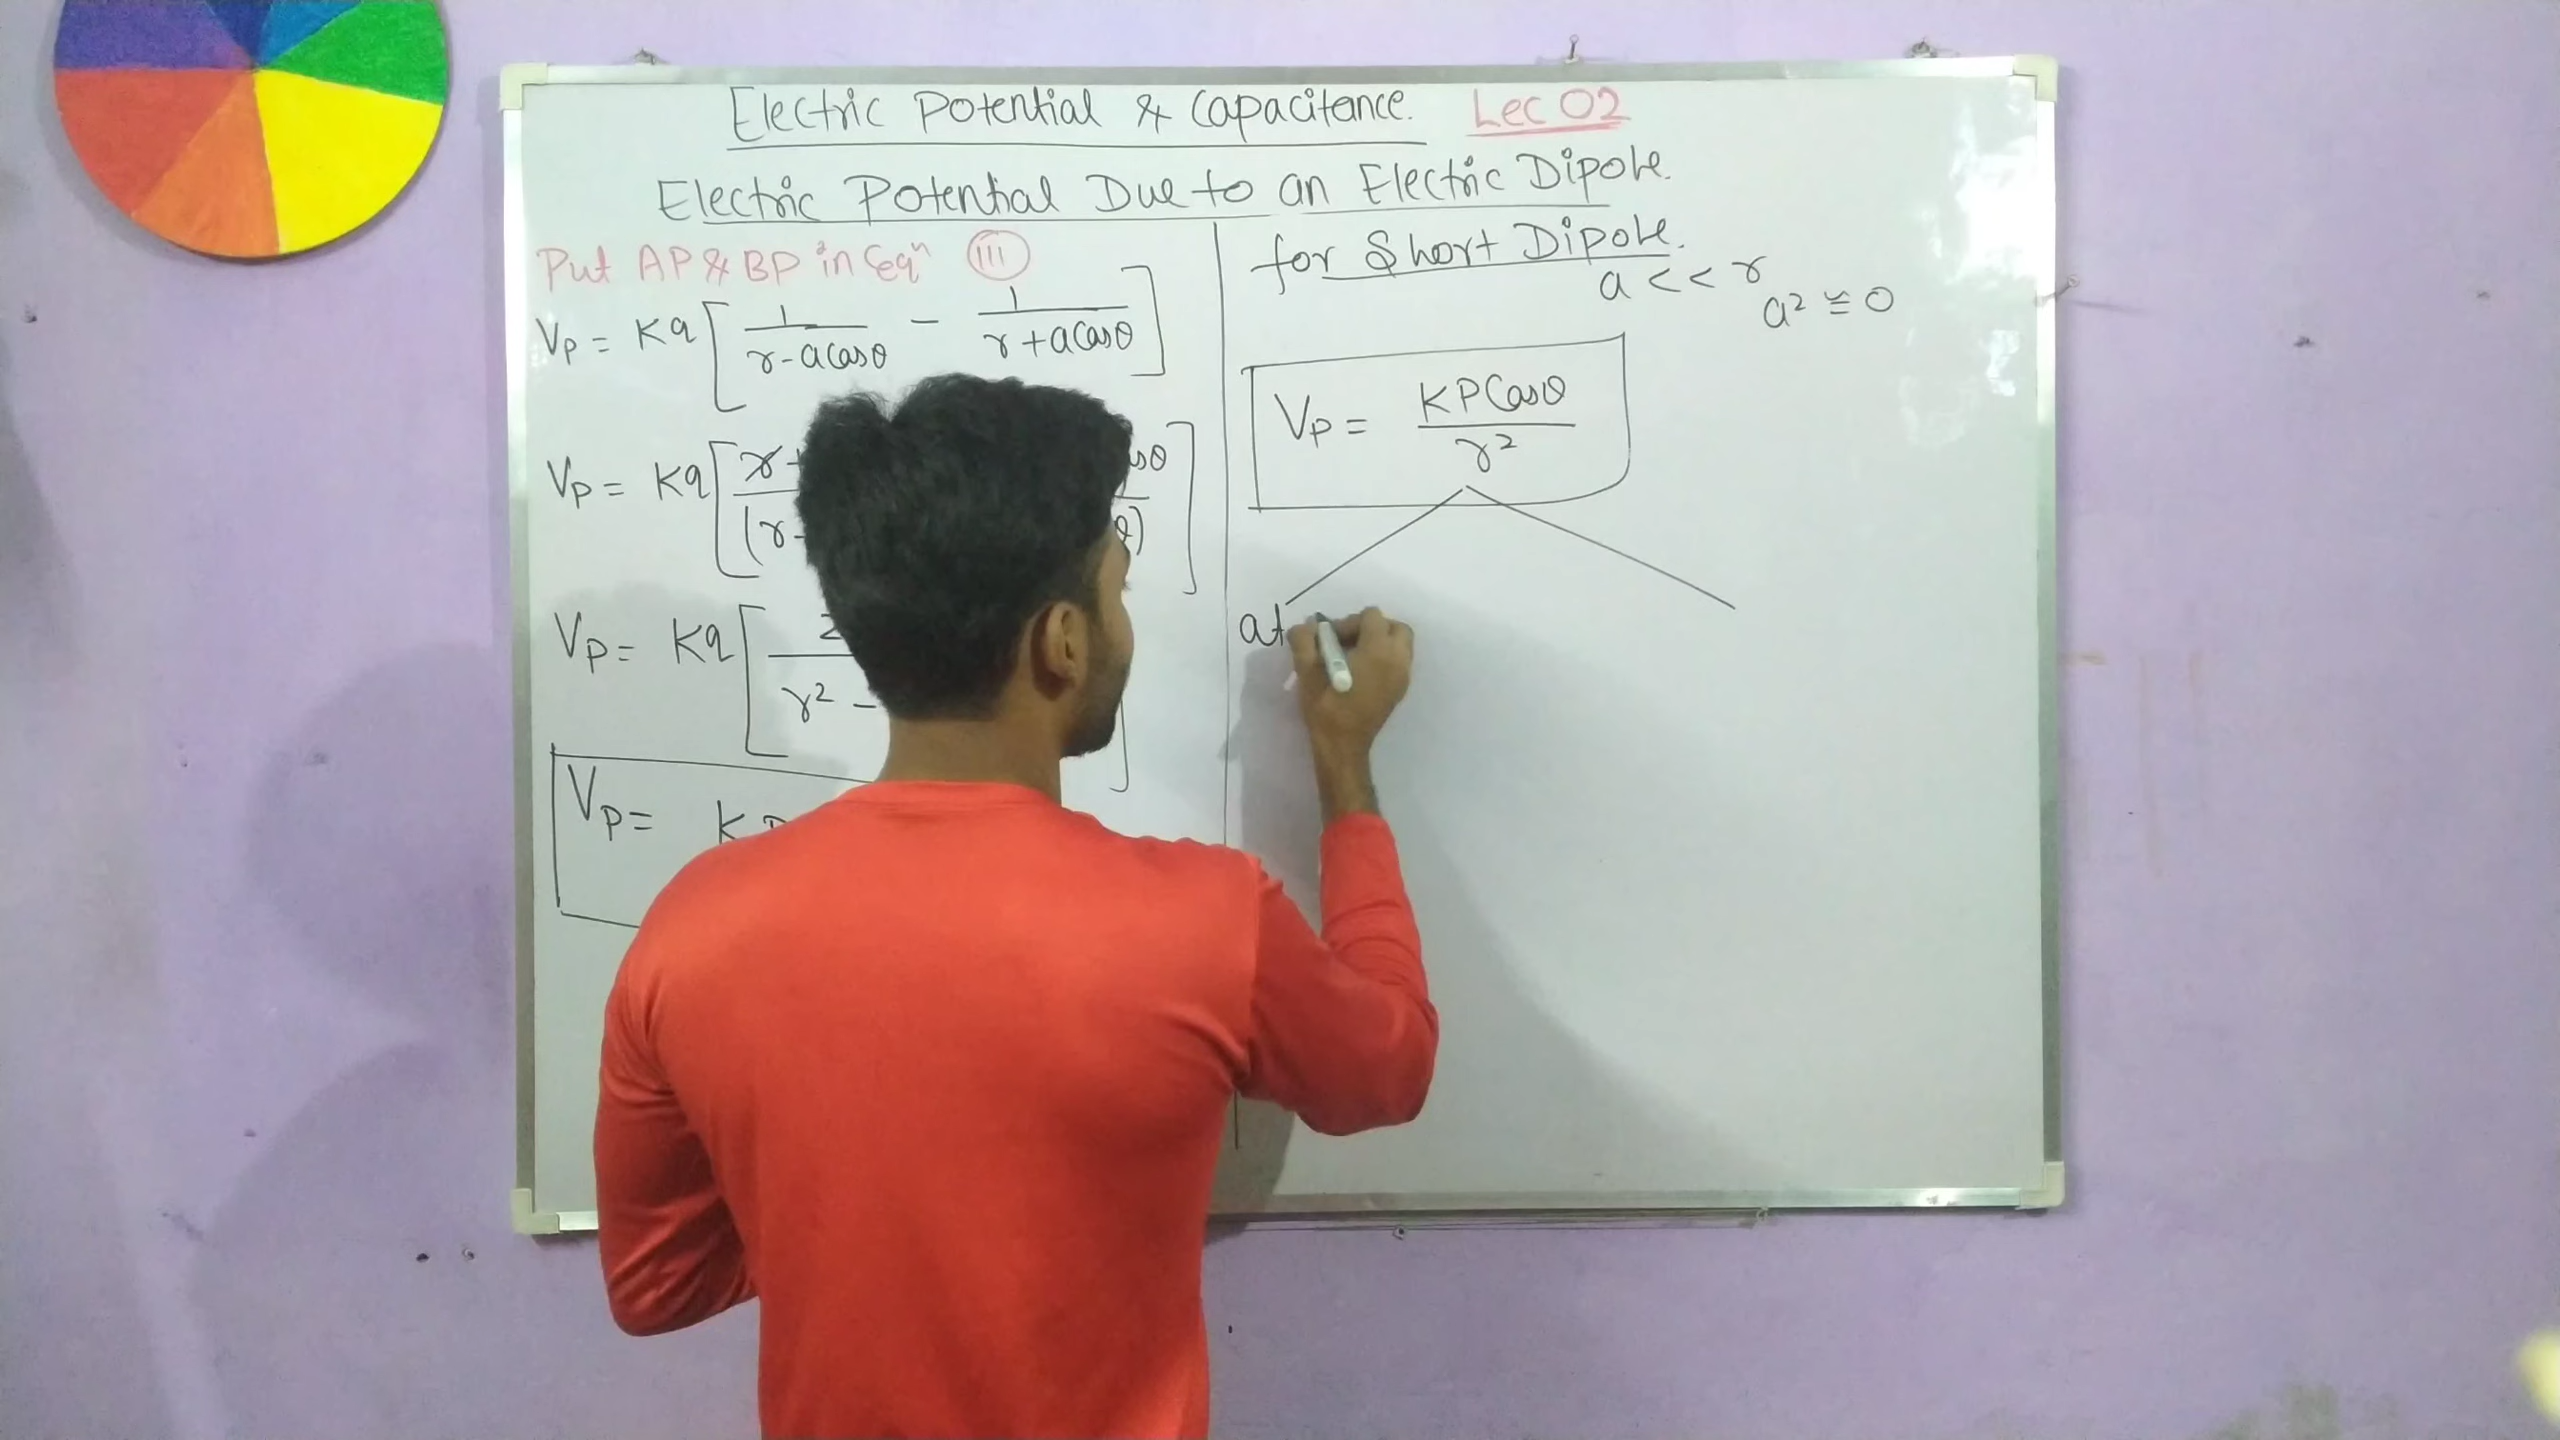 Electric Potential & Capacitance. Lec 02
Electric Potential Due to an Electric Dipole.
Put AP & BP in Eqⁿ (III)
Vp = Kq [ 1/(r-acosθ) - 1/(r+acosθ) ]
Vp = Kq [
Vp = Kq [
r² -
Vp =
for Short Dipole.
a << r
a² ≅ 0
Vp = KPCosθ/r²
at